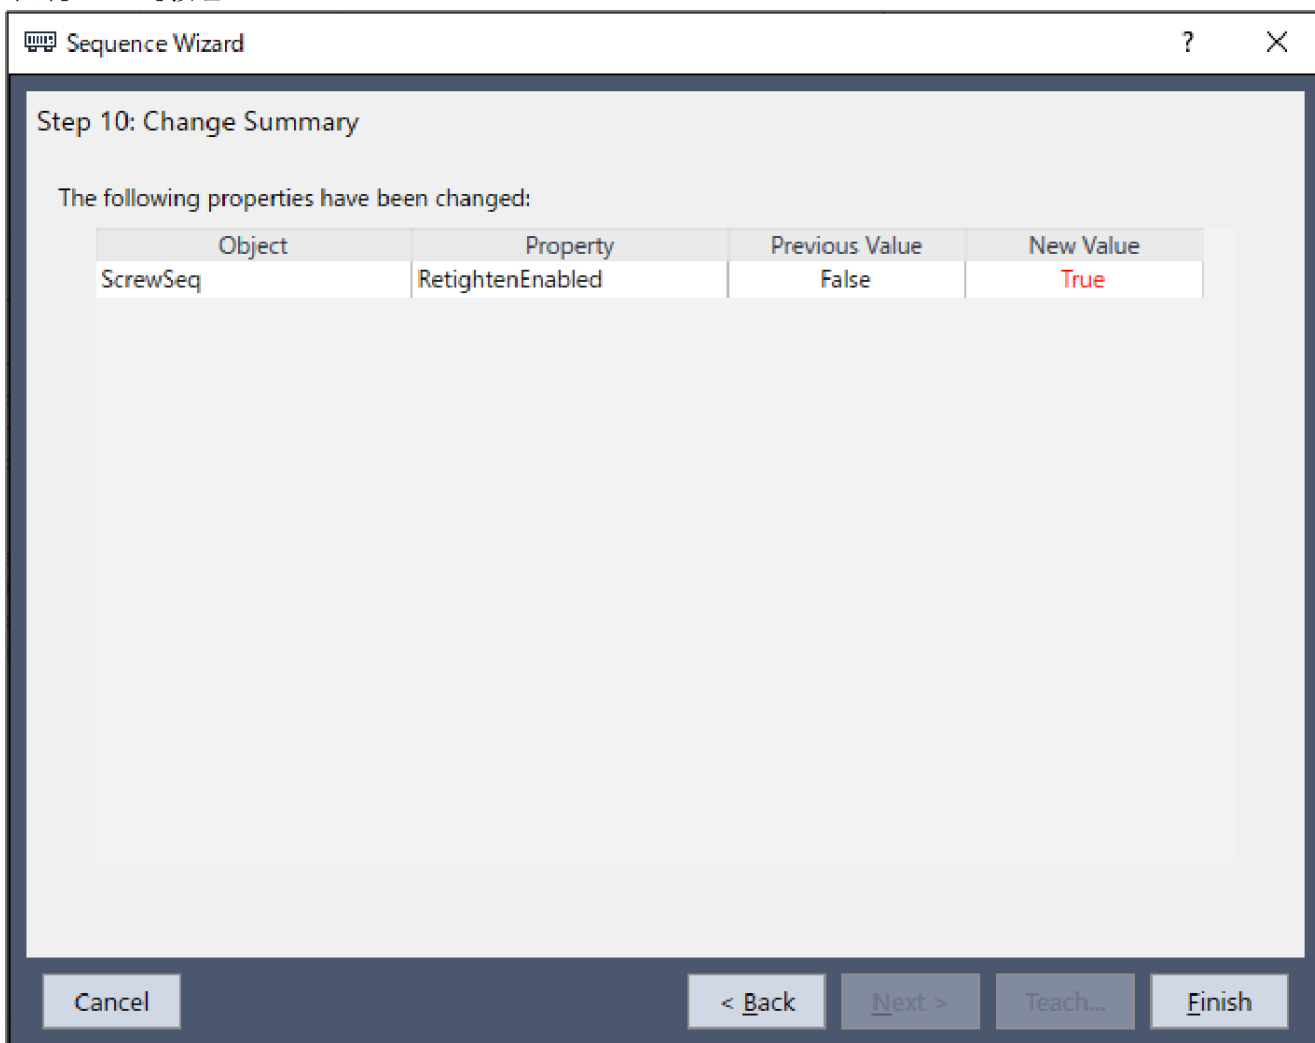 Sequence Wizard ?
Step 10: Change Summary
The following properties have been changed:
Object Property Previous Value New Value
ScrewSeq RetightenEnabled False True
Cancel < Back Next > Teach... Finish